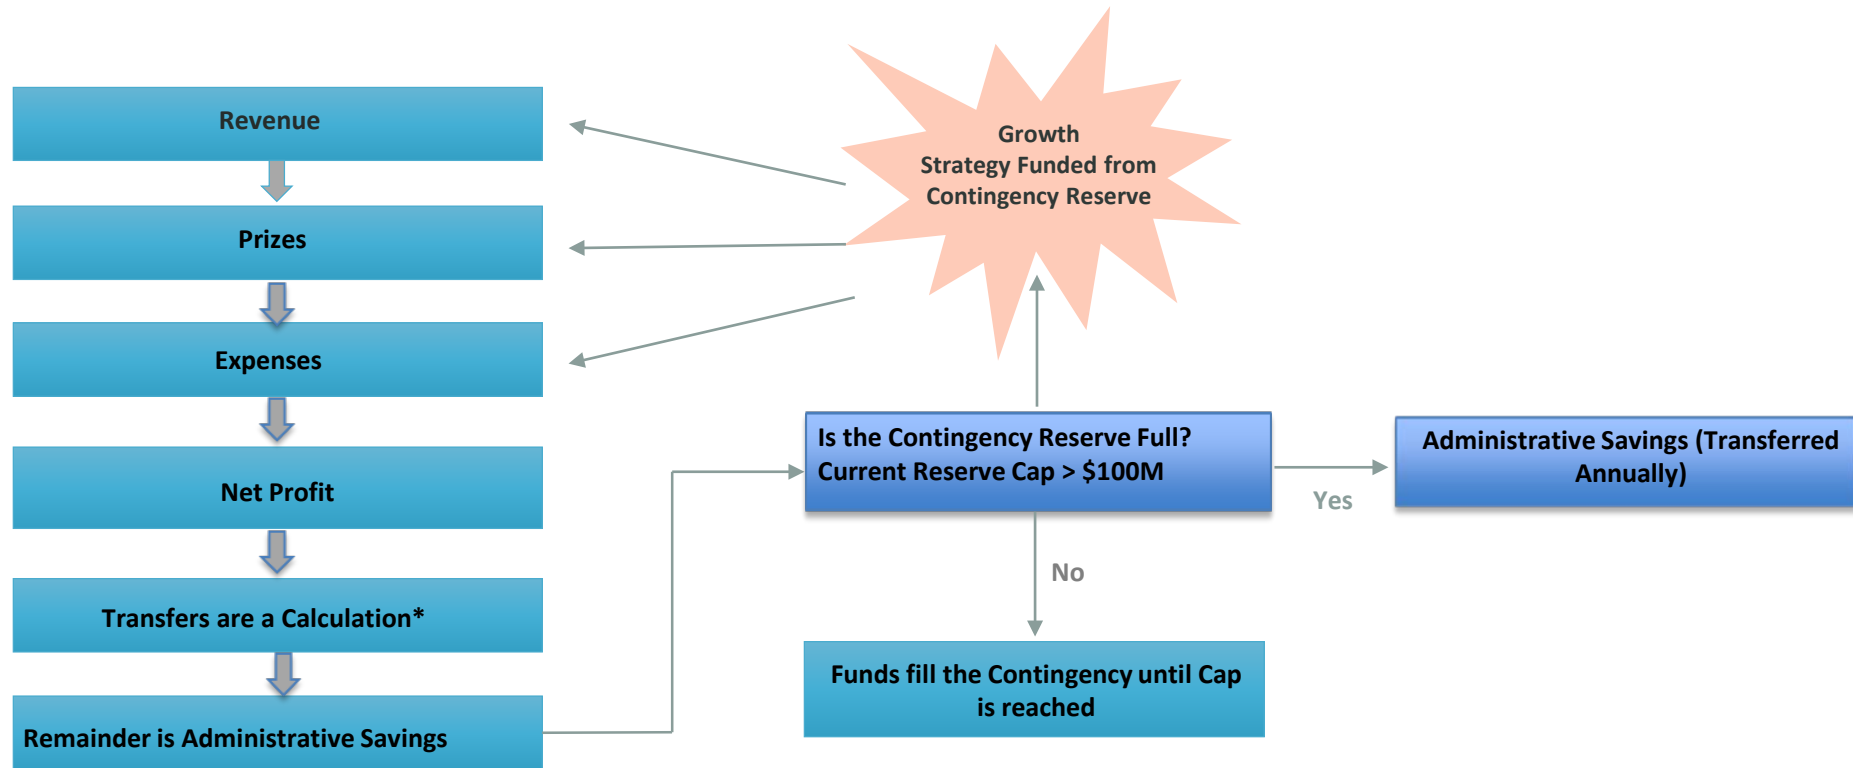 Revenue
Prizes
Expenses
Net Profit
Transfers are a Calculation*
Remainder is Administrative Savings
Growth
Strategy Funded from
Contingency Reserve
Is the Contingency Reserve Full?
Current Reserve Cap > $100M
Yes
Administrative Savings (Transferred
Annually)
No
Funds fill the Contingency until Cap
is reached